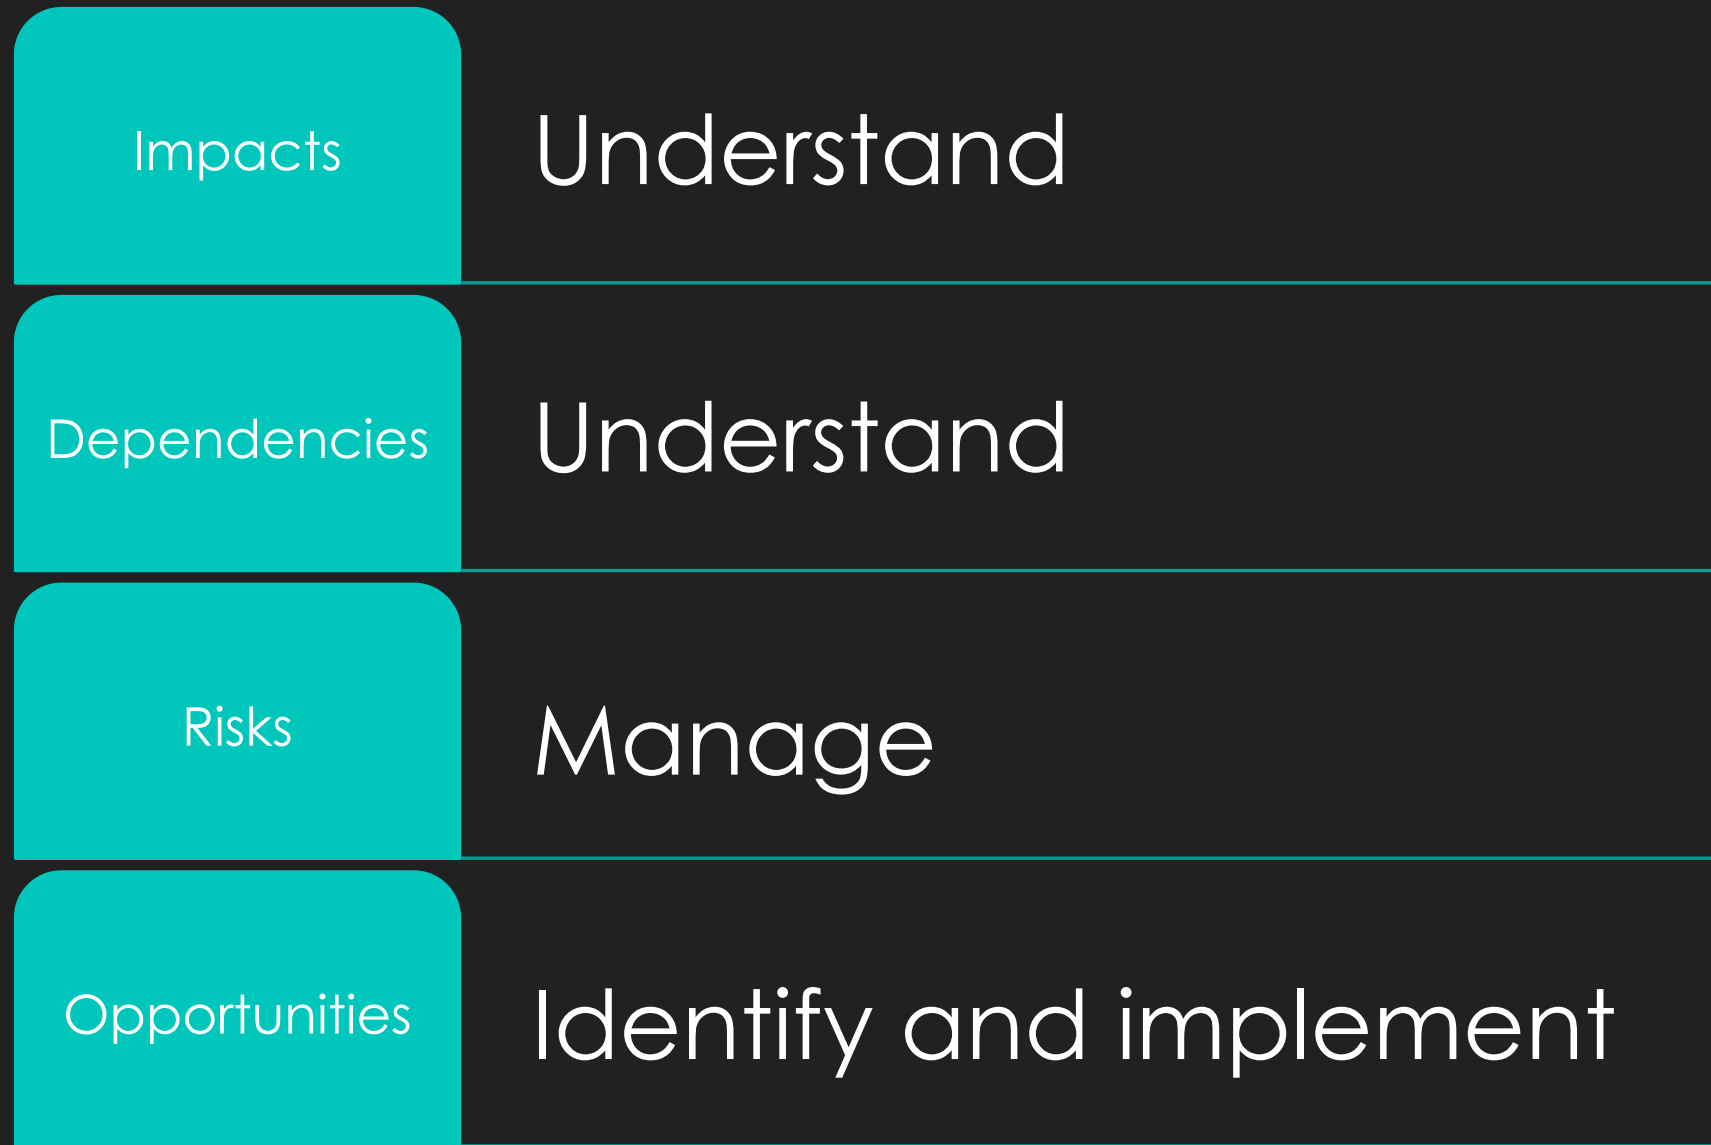 Impacts
Understand
Dependencies
Understand
Risks
Manage
Opportunities
Identify and implement